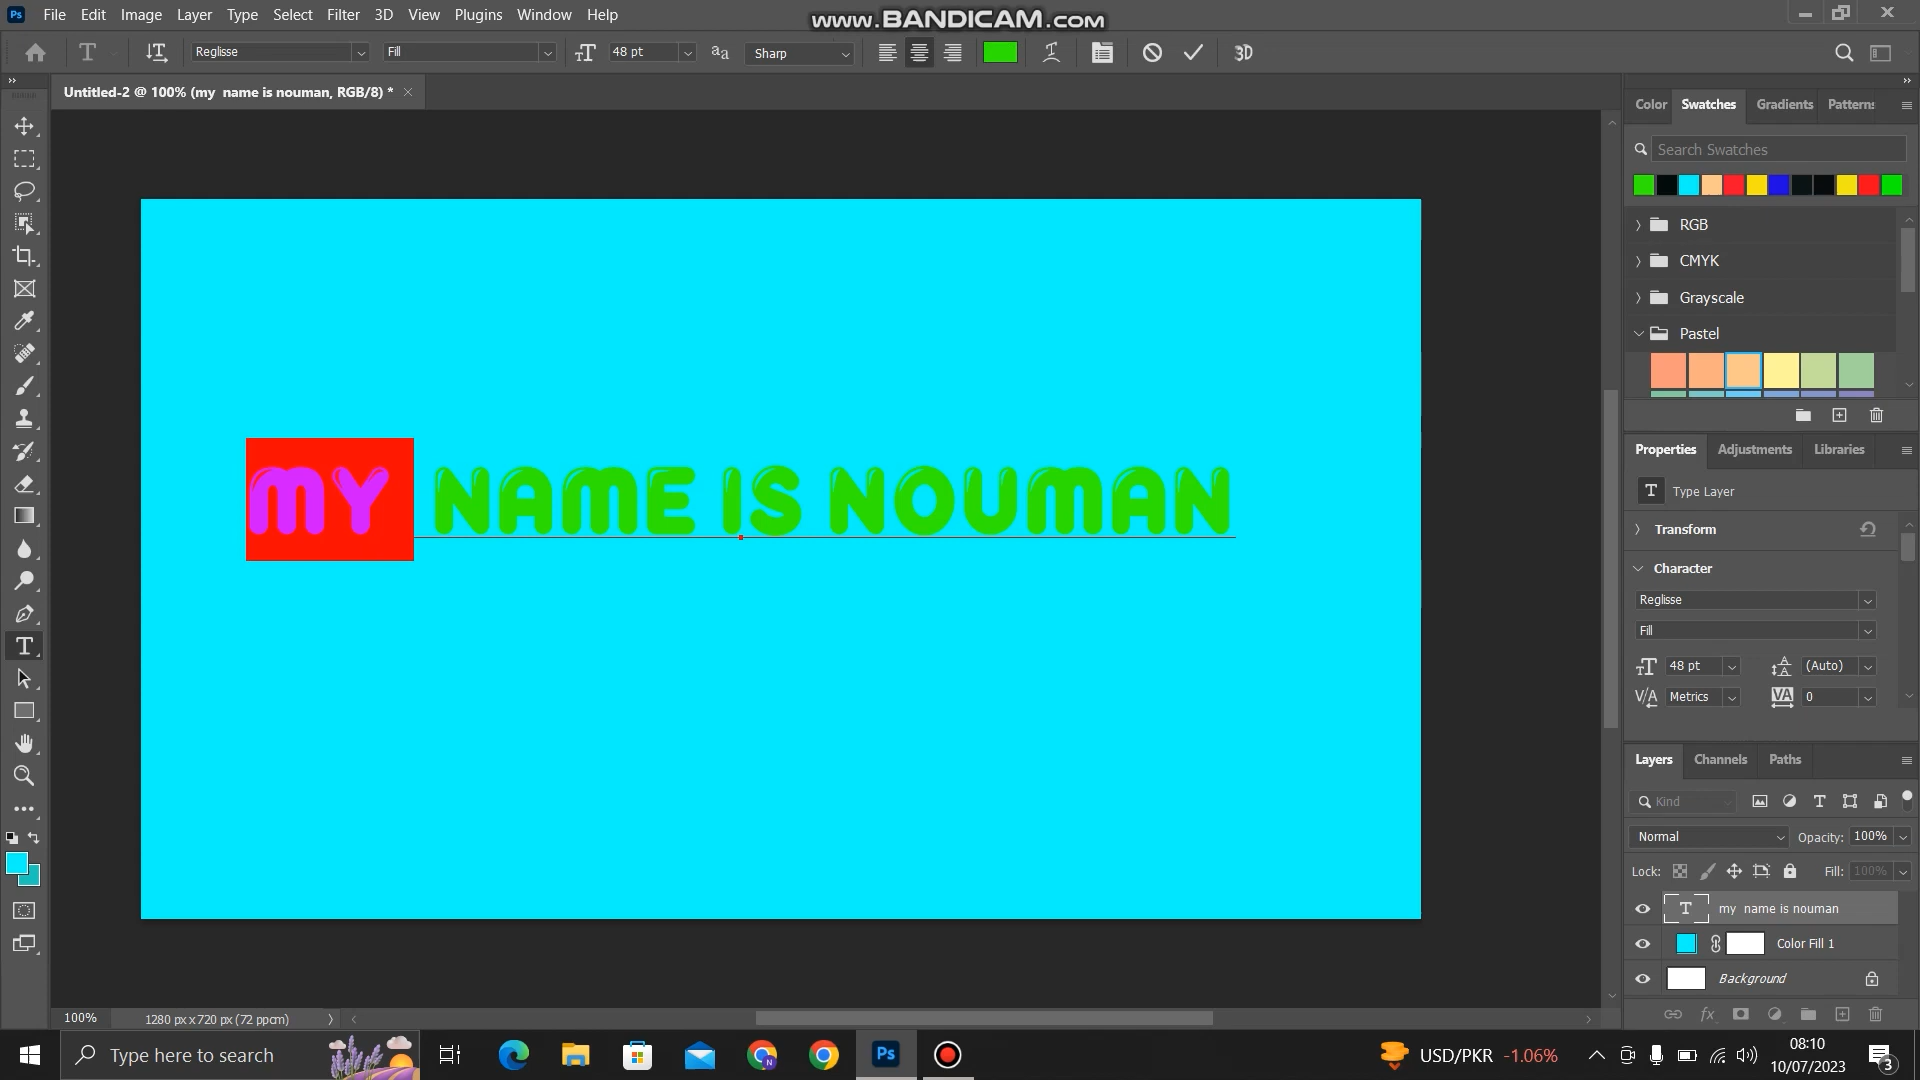 File Edit Image Layer Type Select Filter 3D View Plugins Window Help
www.BANDICAM.com
Reglisse Fill 48 pt Sharp 3D
Untitled-2 @ 100% (my  name is nouman, RGB/8) *
Color Swatches Gradients Patterns
Search Swatches
RGB
CMYK
Grayscale
Pastel
MY NAME IS NOUMAN
Properties Adjustments Libraries
Type Layer
Transform
Character
Reglisse
Fill
48 pt (Auto)
Metrics 0
Layers Channels Paths
Kind
Normal Opacity: 100%
Lock: Fill: 100%
my  name is nouman
Color Fill 1
Background
100% 1280 px x 720 px (72 ppcm)
Type here to search
Ps
USD/PKR -1.06%
08:10
10/07/2023
3